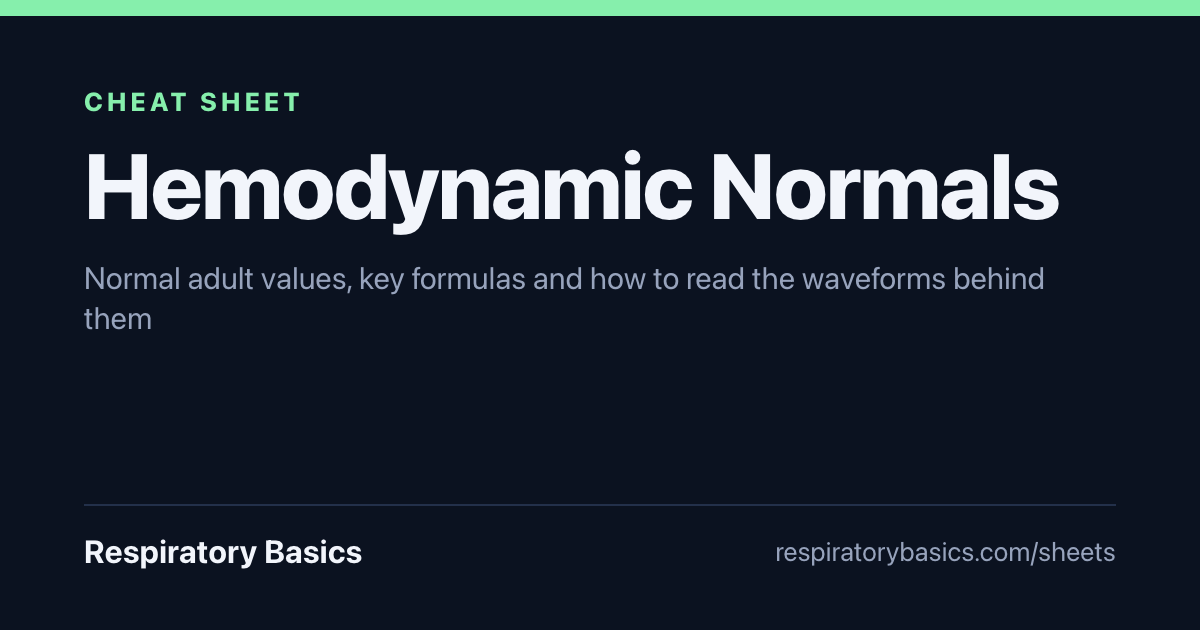 CHEAT SHEET
Hemodynamic Normals
Normal adult values, key formulas and how to read the waveforms behind
them
Respiratory Basics
respiratorybasics.com/sheets